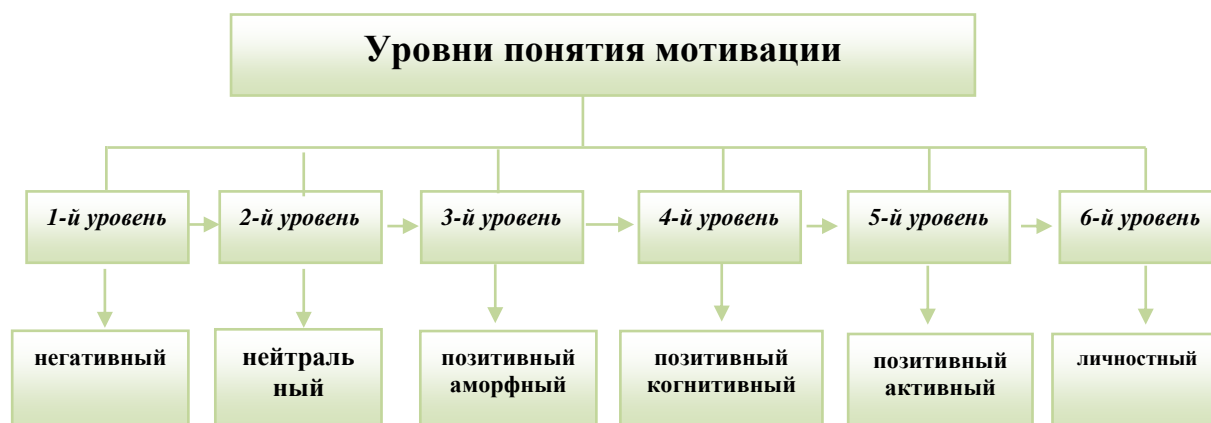 Уровни понятия мотивации
1-й уровень
2-й уровень
3-й уровень
4-й уровень
5-й уровень
6-й уровень
негативный
нейтраль
ный
позитивный
аморфный
позитивный
когнитивный
позитивный
активный
личностный